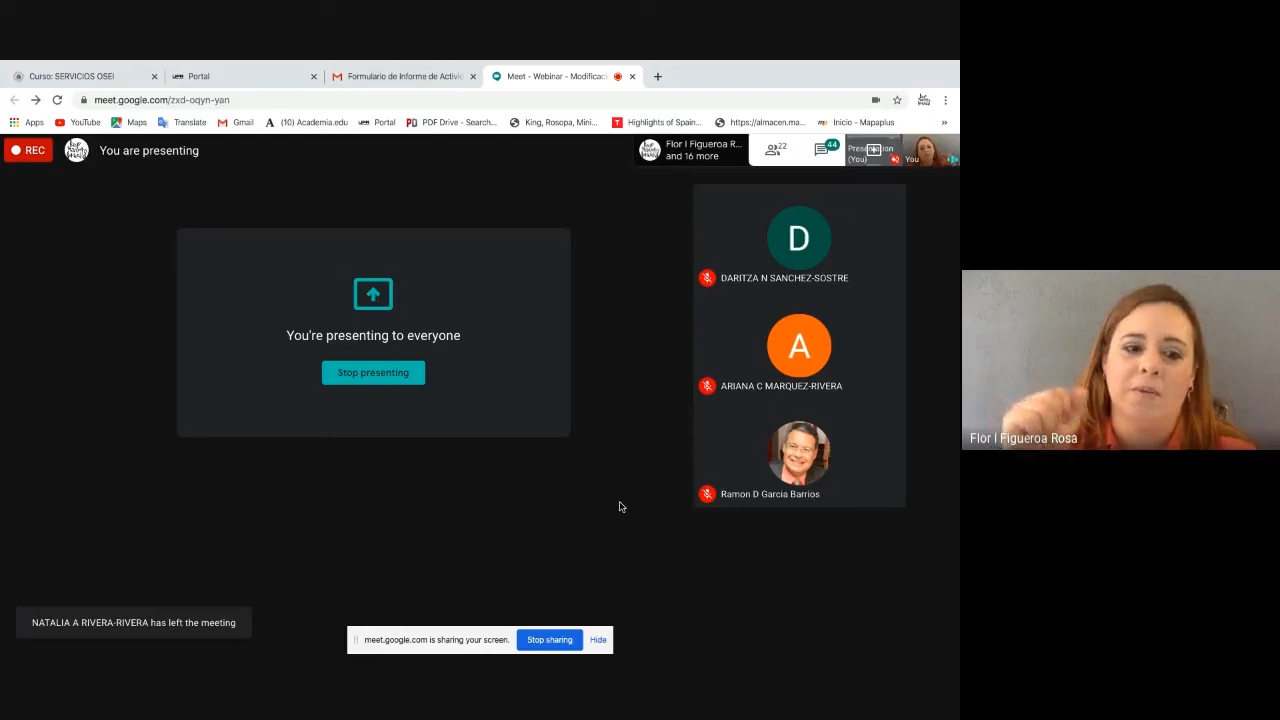 Curso: SERVICIOS OSEI
Portal
Formulario de Informe de Activid
Meet - Webinar - Modificaci
meet.google.com/zxd-oqyn-yan
Apps
YouTube
Maps
Translate
Gmail
(10) Academia.edu
Portal
PDF Drive - Search...
King, Rosopa, Mini...
Highlights of Spain...
https://almacen.ma...
Inicio - Mapaplus
REC
You are presenting
Flor I Figueroa R...
and 16 more
22
44
Presentation
(You)
You
D
DARITZA N SANCHEZ-SOSTRE
You're presenting to everyone
Stop presenting
A
ARIANA C MARQUEZ-RIVERA
Ramon D Garcia Barrios
Flor I Figueroa Rosa
NATALIA A RIVERA-RIVERA has left the meeting
meet.google.com is sharing your screen.
Stop sharing
Hide